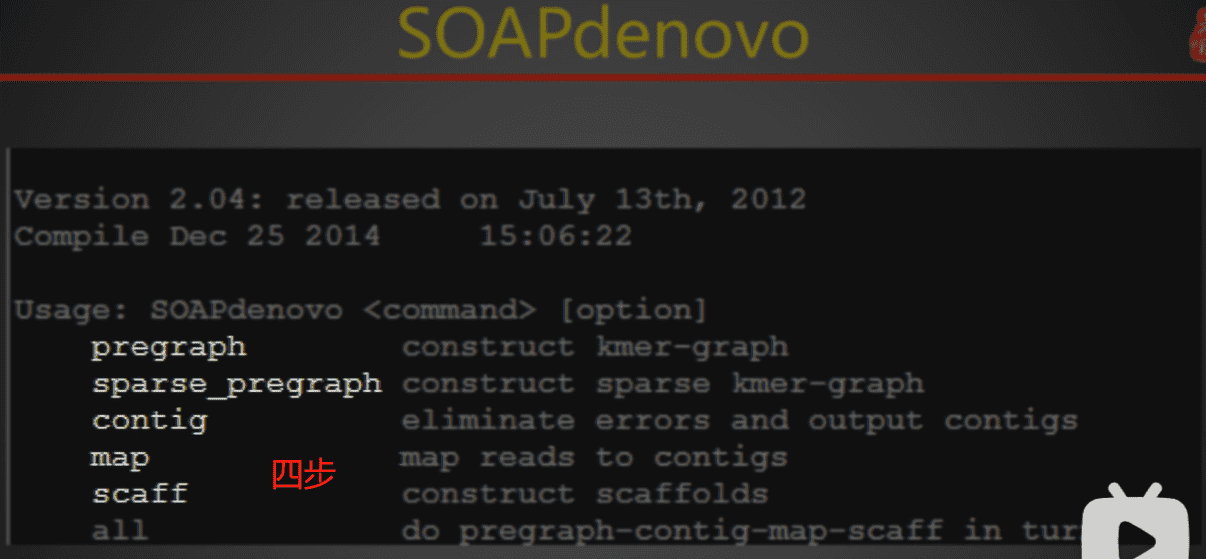 SOAPdenovo
Version 2.04: released on July 13th, 2012
Compile Dec 25 2014 15:06:22
Usage: SOAPdenovo <command> [option]
pregraph construct kmer-graph
sparse_pregraph construct sparse kmer-graph
contig eliminate errors and output contigs
map map reads to contigs
四步
scaff construct scaffolds
all do pregraph-contig-map-scaff in tur